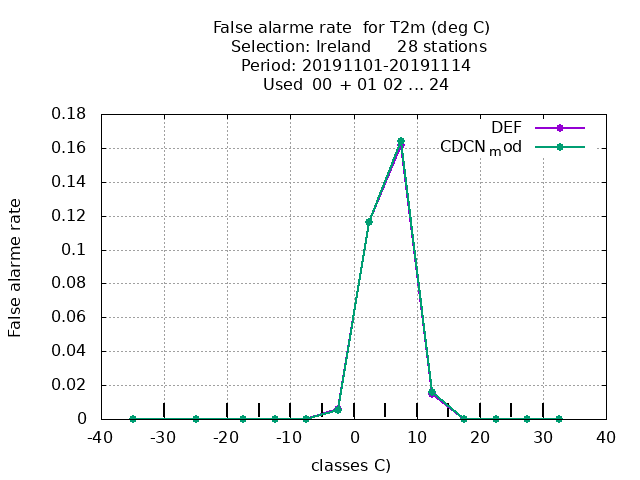 False alarme rate  for T2m (deg C)
Selection: Ireland     28 stations
Period: 20191101-20191114
Used  00  + 01 02 ... 24
DEF
CDCNmod
0.18
0.16
0.14
0.12
0.1
0.08
0.06
0.04
0.02
0
False alarme rate
-40 -30 -20 -10 0 10 20 30 40
classes C)